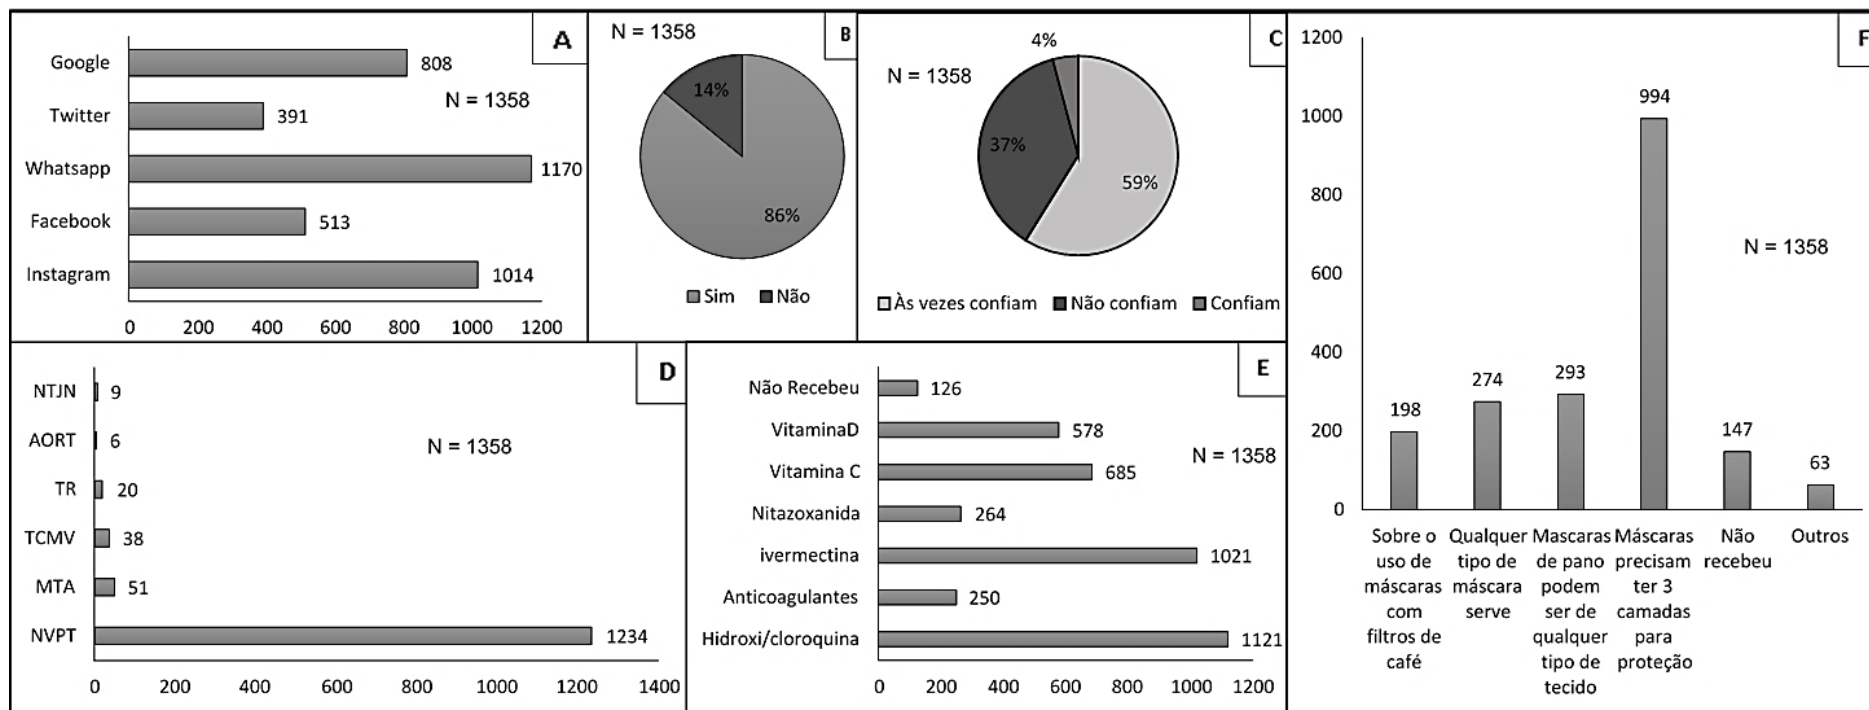 A
N = 1358
Google
808
Twitter
391
Whatsapp
1170
Facebook
513
Instagram
1014
0 200 400 600 800 1000 1200
B
N = 1358
14%
86%
Sim Não
C
N = 1358
4%
37%
59%
Às vezes confiam Não confiam Confiam
D
N = 1358
NTJN
9
AORT
6
TR
20
TCMV
38
MTA
51
NVPT
1234
0 200 400 600 800 1000 1200 1400
E
N = 1358
Não Recebeu
126
VitaminaD
578
Vitamina C
685
Nitazoxanida
264
ivermectina
1021
Anticoagulantes
250
Hidroxi/cloroquina
1121
0 200 400 600 800 1000 1200
F
N = 1358
1200
1000
800
600
400
200
0
198
274
293
994
147
63
Sobre o
uso de
máscaras
com
filtros de
café
Qualquer
tipo de
máscara
serve
Mascaras
de pano
podem
ser de
qualquer
tipo de
tecido
Máscaras
precisam
ter 3
camadas
para
proteção
Não
recebeu
Outros